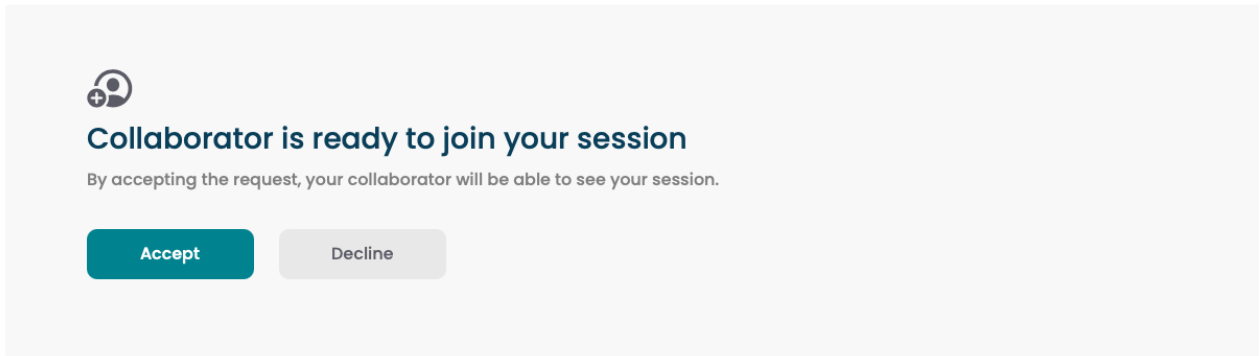 Collaborator is ready to join your session
By accepting the request, your collaborator will be able to see your session.
Accept
Decline